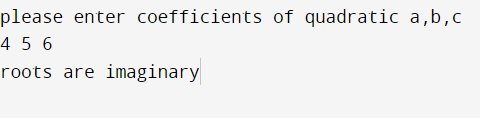 please enter coefficients of quadratic a,b,c
4 5 6
roots are imaginary